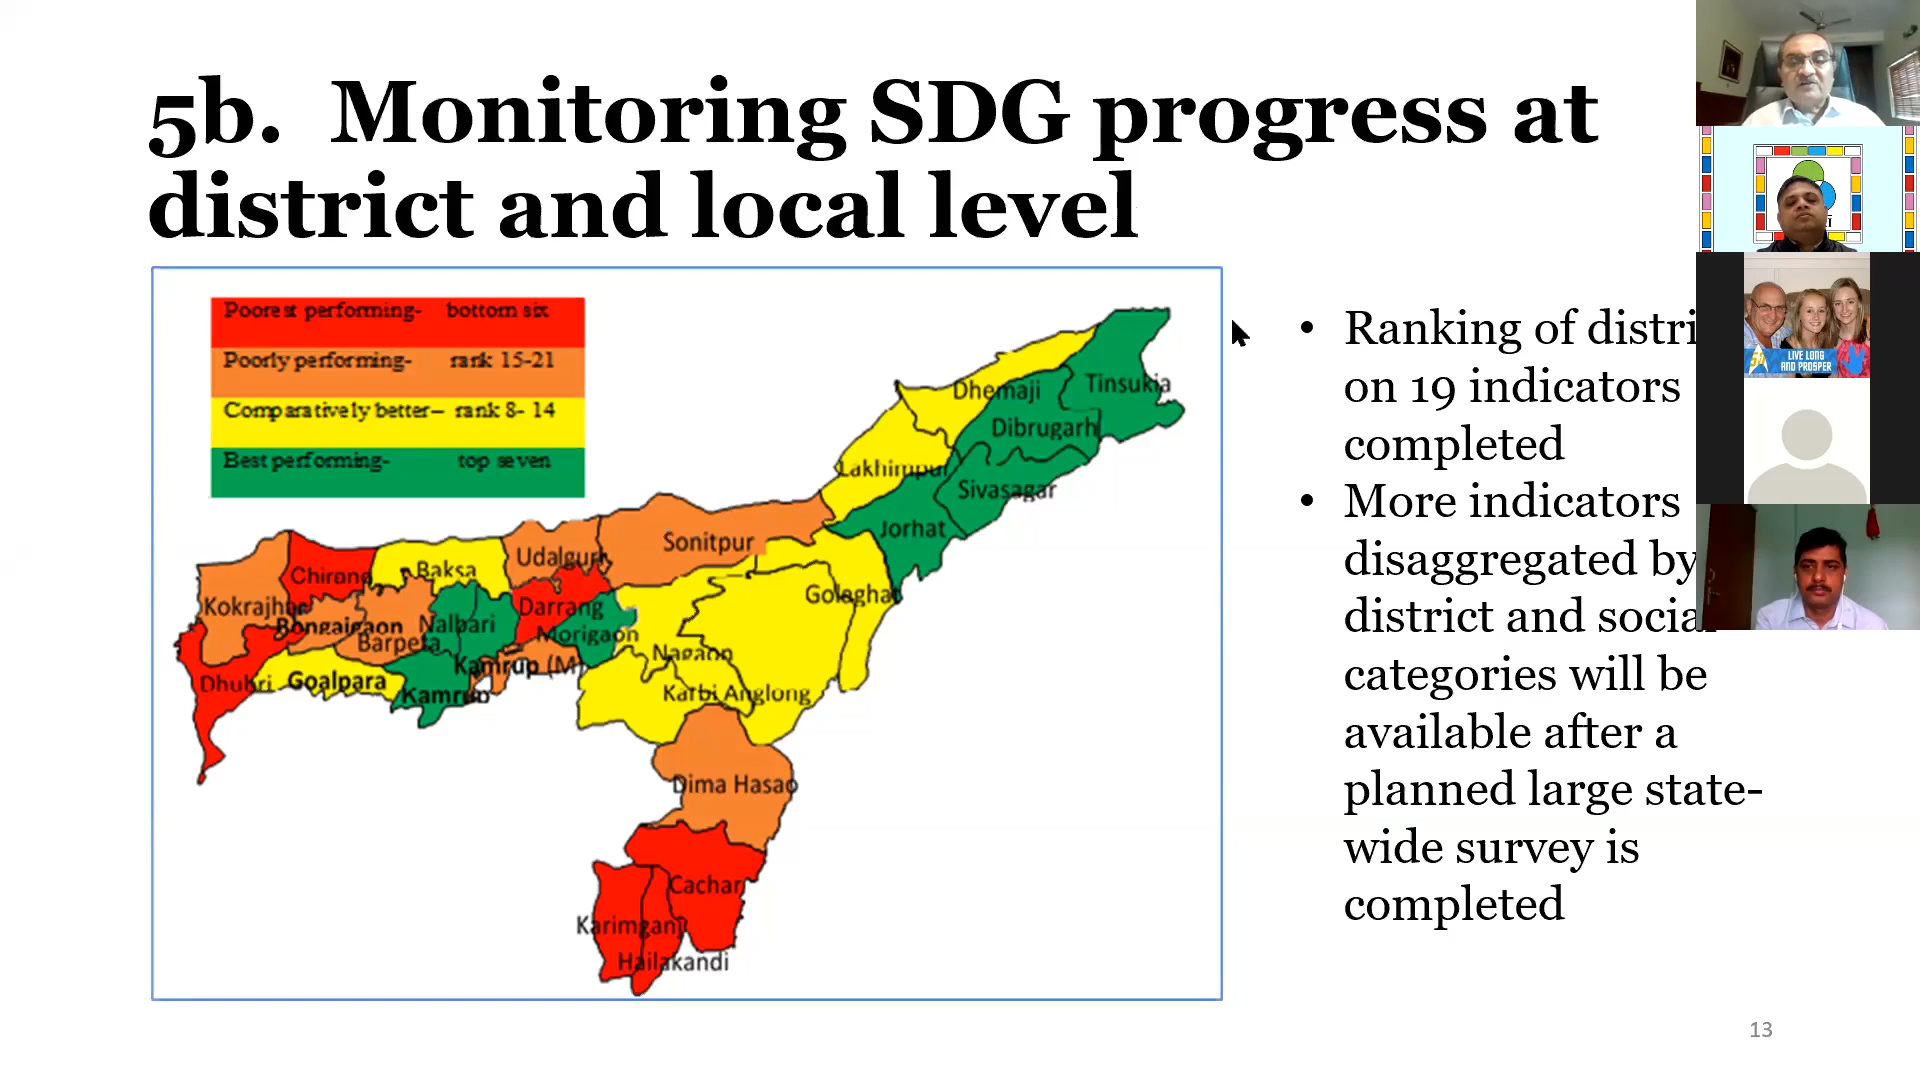 5b. Monitoring SDG progress at
district and local level
Poorest performing- bottom six
Poorly performing- rank 15-21
Comparatively better– rank 8- 14
Best performing- top seven
Dhemaji
Tinsukia
Dibrugarh
Lakhimpur
Sivasagar
Jorhat
Sonitpur
Udalguri
Baksa
Chirang
Golaghat
Kokrajhar
Darrang
Bongaigaon
Nalbari
Morigaon
Barpeta
Nagaon
Kamrup (M)
Dhubri
Goalpara
Kamrup
Karbi Anglong
Dima Hasao
Cachar
Karimganj
Hailakandi
• Ranking of distri
on 19 indicators
completed
• More indicators
disaggregated by
district and social
categories will be
available after a
planned large state-
wide survey is
completed
LIVE LONG
AND PROSPER
13